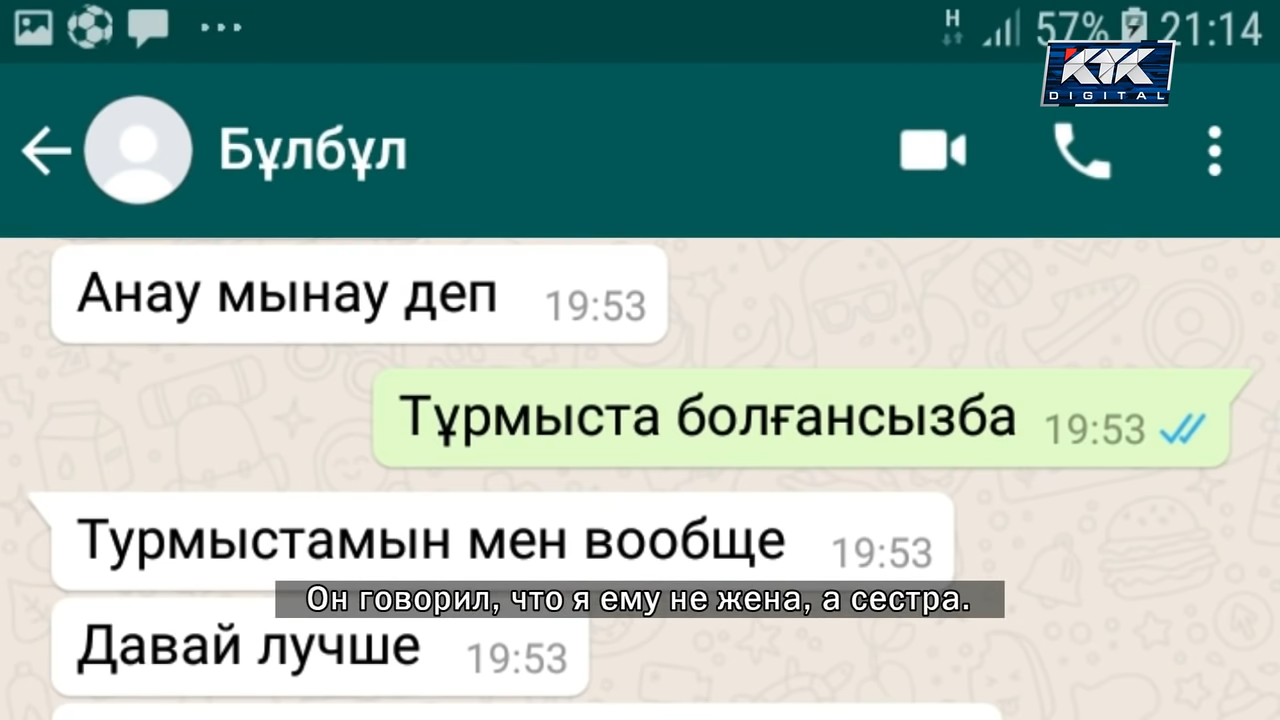 H 57% 21:14
КТК
DIGITAL
Бұлбұл
Анау мынау деп 19:53
Тұрмыста болғансызба 19:53
Турмыстамын мен вообще 19:53
Он говорил, что я ему не жена, а сестра.
Давай лучше 19:53